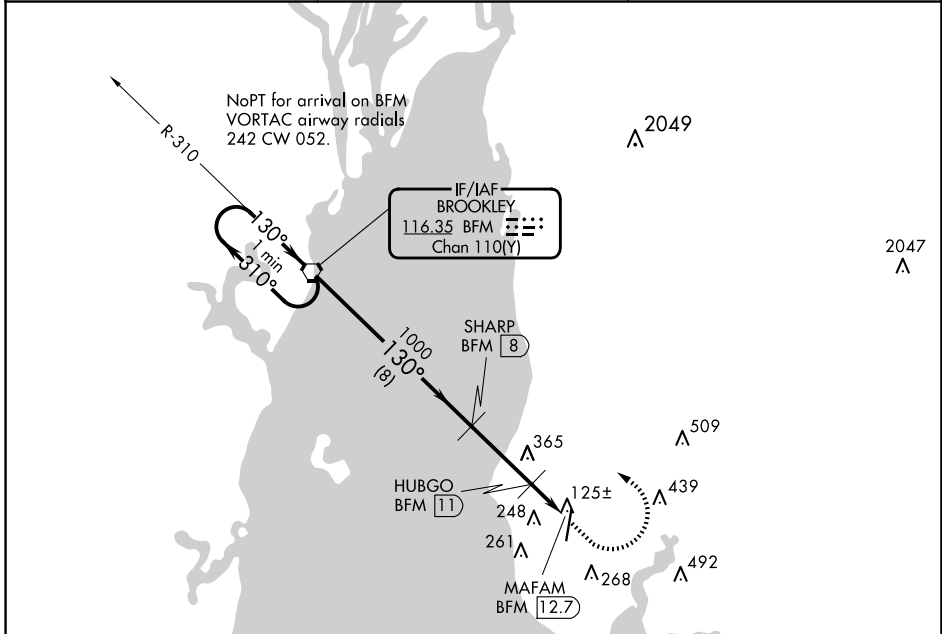 NoPT for arrival on BFM
VORTAC airway radials
242 CW 052.
R-310
2049
IF/IAF
BROOKLEY
116.35 BFM
Chan 110(Y)
130°
1 min
310°
2047
1000
130°
(8)
SHARP
BFM 8
365
509
HUBGO
BFM 11
125±
439
248
261
268
492
MAFAM
BFM 12.7